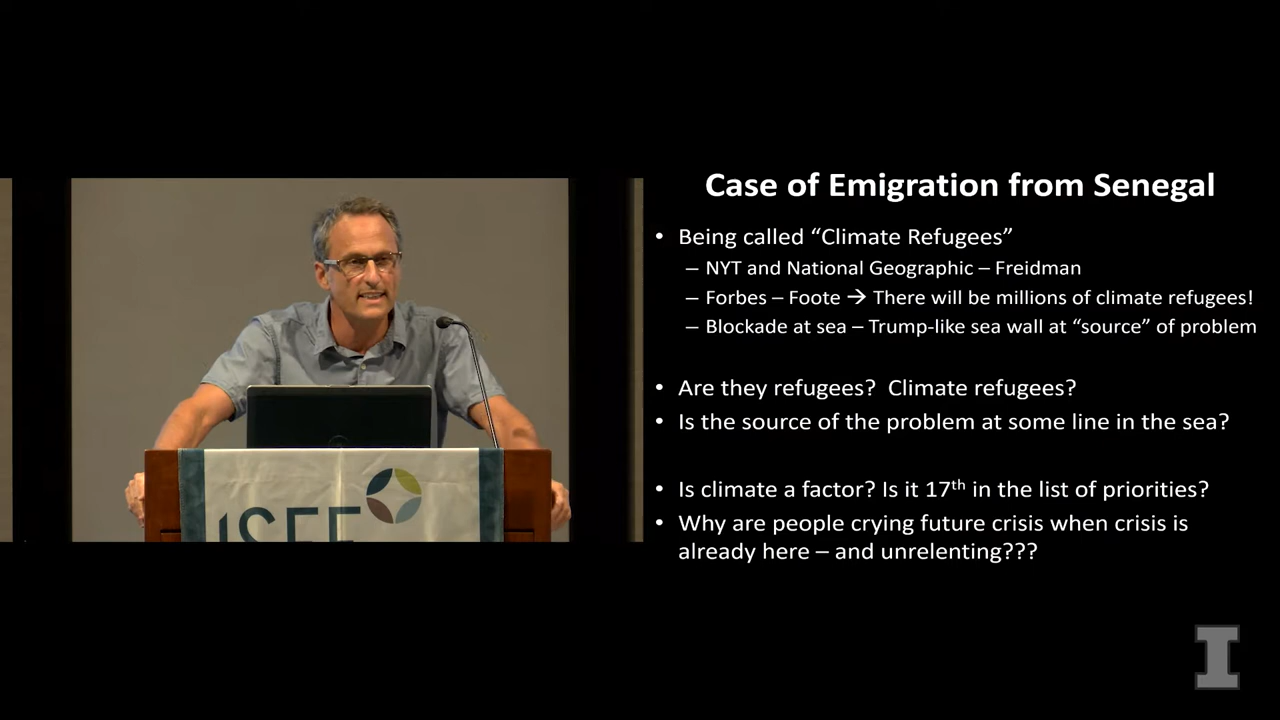 Case of Emigration from Senegal
• Being called “Climate Refugees”
– NYT and National Geographic – Freidman
– Forbes – Foote → There will be millions of climate refugees!
– Blockade at sea – Trump-like sea wall at “source” of problem
• Are they refugees? Climate refugees?
• Is the source of the problem at some line in the sea?
• Is climate a factor? Is it 17th in the list of priorities?
• Why are people crying future crisis when crisis is
already here – and unrelenting???
I